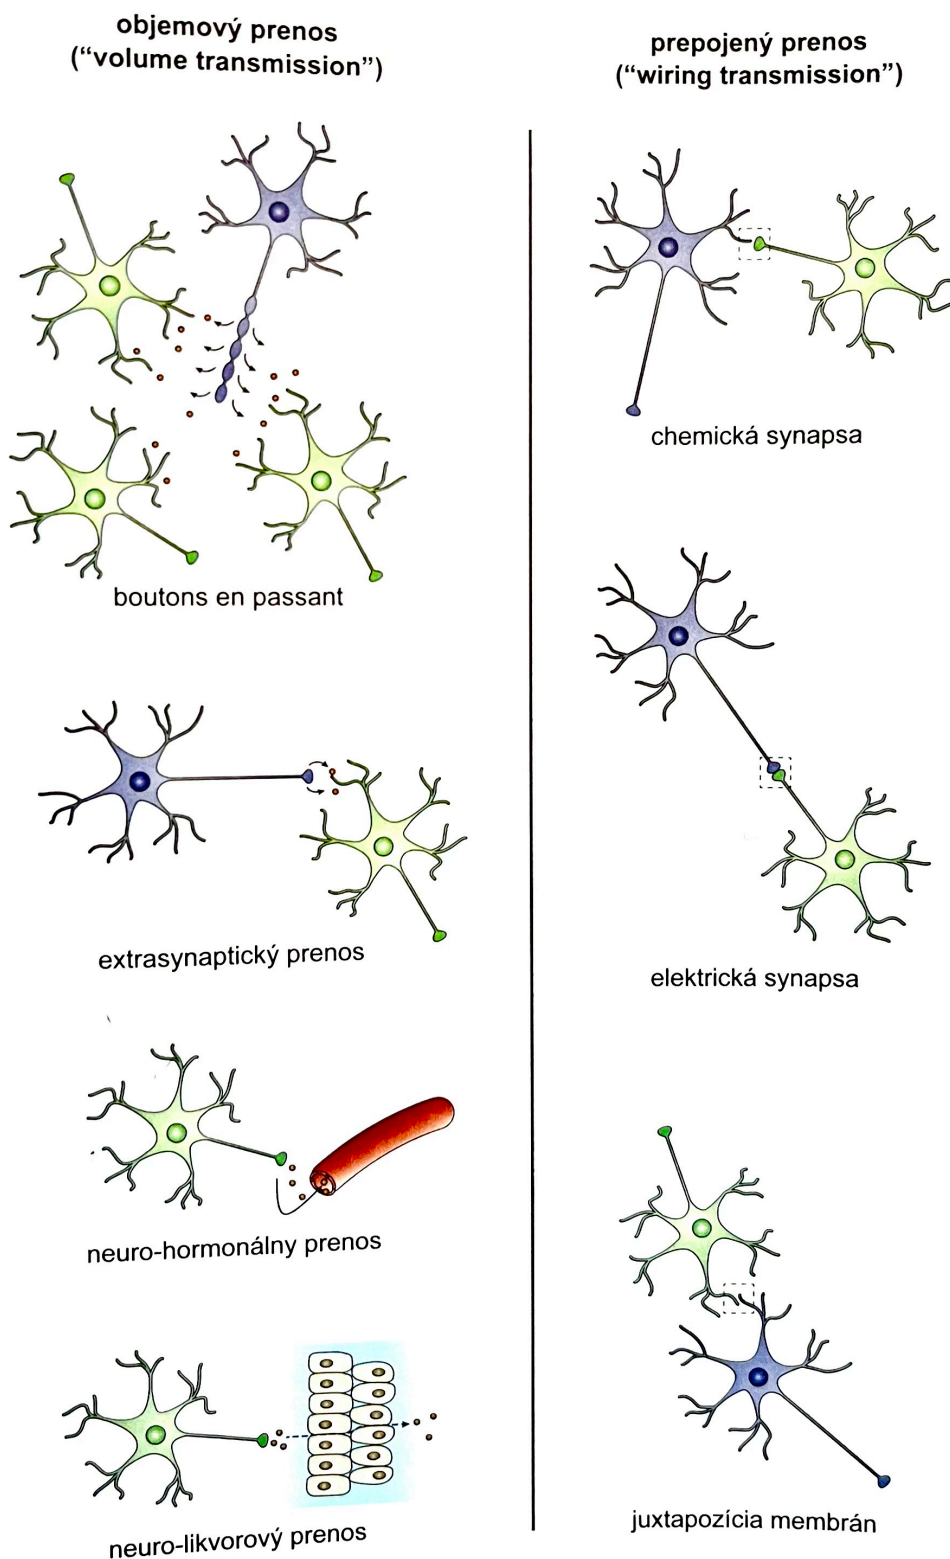 objemový prenos
(“volume transmission”)
boutons en passant
extrasynaptický prenos
neuro-hormonálny prenos
neuro-likvorový prenos
prepojený prenos
(“wiring transmission”)
chemická synapsa
elektrická synapsa
juxtapozícia membrán